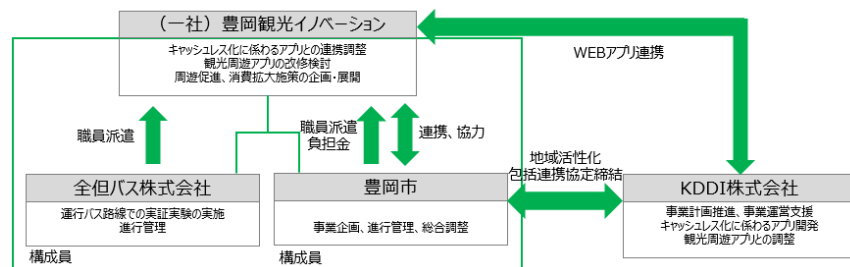 （一社）豊岡観光イノベーション
キャッシュレス化に係わるアプリとの連携調整
観光周遊アプリの改修検討
周遊促進、消費拡大施策の企画・展開
WEBアプリ連携
職員派遣
職員派遣
負担金
連携、協力
地域活性化
包括連携協定締結
全但バス株式会社
運行バス路線での実証実験の実施
進行管理
構成員
豊岡市
事業企画、進行管理、総合調整
構成員
KDDI株式会社
事業計画推進、事業運営支援
キャッシュレス化に係わるアプリ開発
観光周遊アプリとの調整